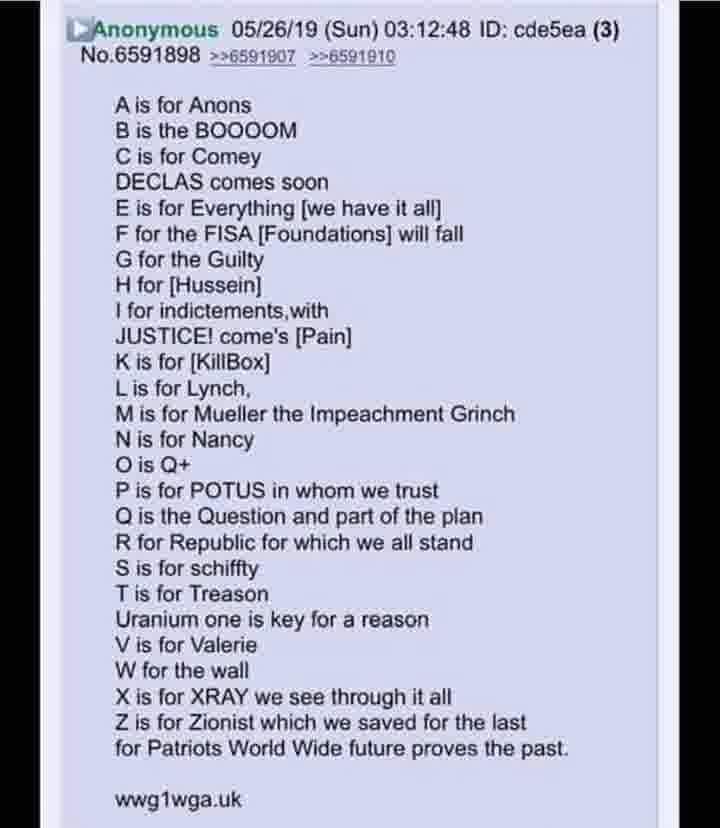 Anonymous 05/26/19 (Sun) 03:12:48 ID: cde5ea (3)
No.6591898 >>6591907 >>6591910
A is for Anons
B is the BOOOOM
C is for Comey
DECLAS comes soon
E is for Everything [we have it all]
F for the FISA [Foundations] will fall
G for the Guilty
H for [Hussein]
I for indictements,with
JUSTICE! come's [Pain]
K is for [KillBox]
L is for Lynch,
M is for Mueller the Impeachment Grinch
N is for Nancy
O is Q+
P is for POTUS in whom we trust
Q is the Question and part of the plan
R for Republic for which we all stand
S is for schiffty
T is for Treason
Uranium one is key for a reason
V is for Valerie
W for the wall
X is for XRAY we see through it all
Z is for Zionist which we saved for the last
for Patriots World Wide future proves the past.
wwg1wga.uk